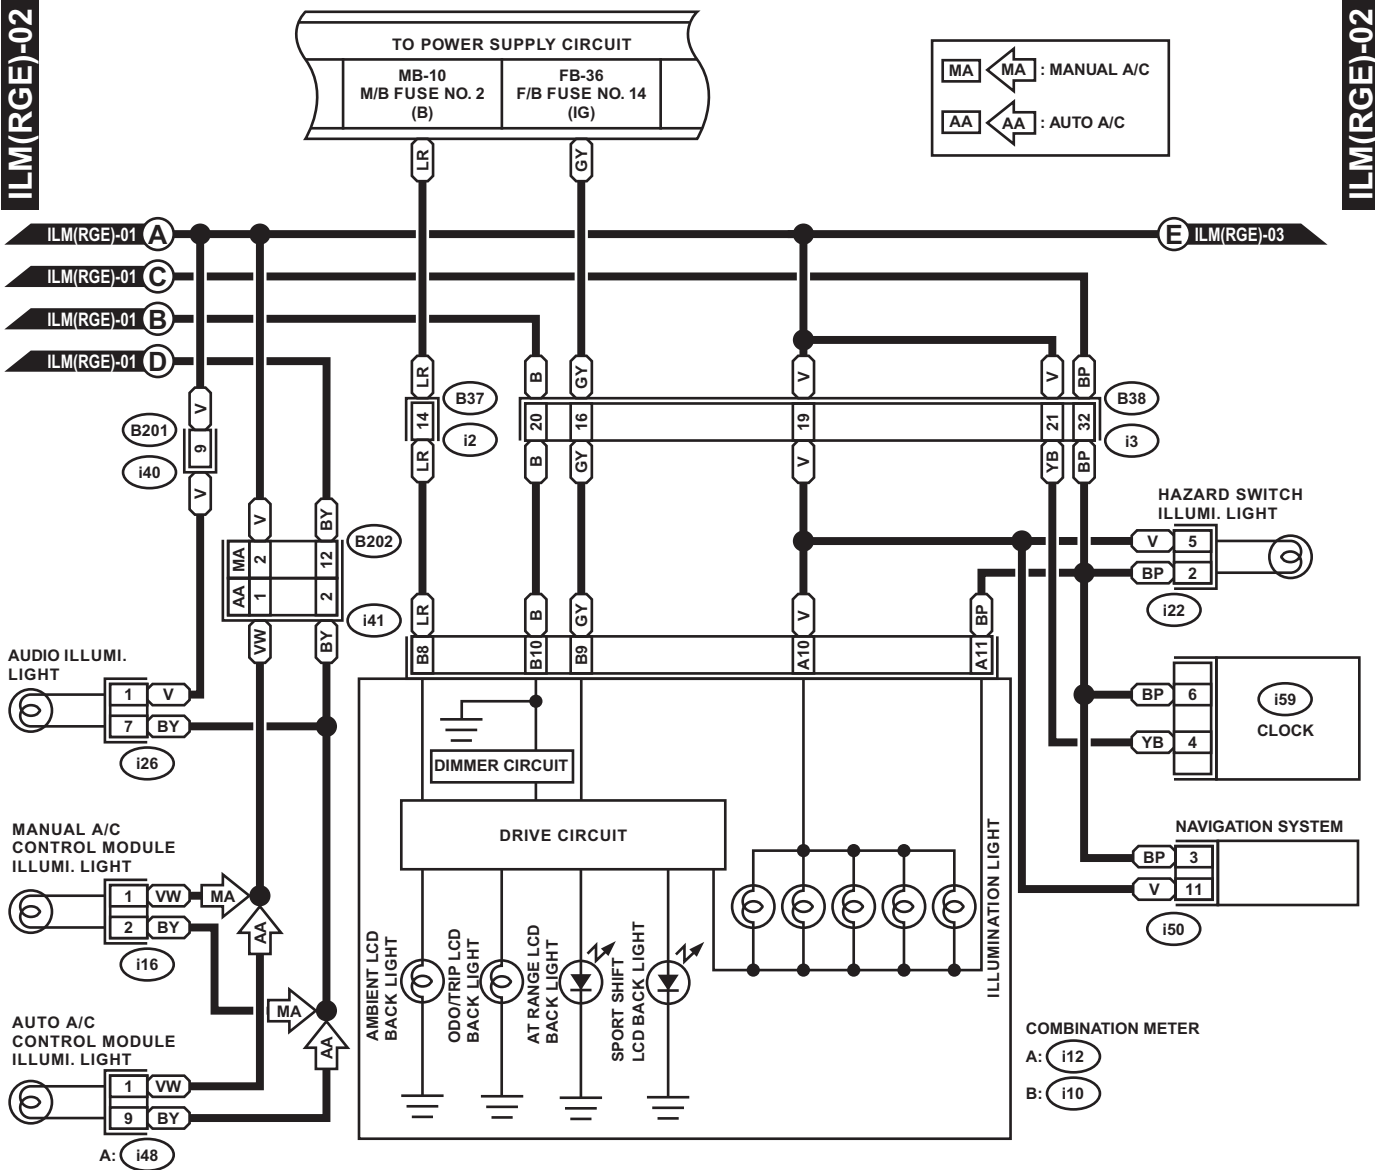 ILM(RGE)-02
ILM(RGE)-02
TO POWER SUPPLY CIRCUIT
MB-10
M/B FUSE NO. 2
(B)
FB-36
F/B FUSE NO. 14
(IG)
MA MA : MANUAL A/C
AA AA : AUTO A/C
LR GY
ILM(RGE)-01 A
E ILM(RGE)-03
ILM(RGE)-01 C
ILM(RGE)-01 B
ILM(RGE)-01 D
LR B GY V V BP
V
B37
B38
14 20 16 19 21 32
B201
9
i40
i2
i3
LR B GY V YB BP
V
V BY
B202
MA 2 12
AA 1 2
i41
VW BY
HAZARD SWITCH
ILLUMI. LIGHT
V 5
BP 2
i22
LR B GY V BP
B8 B10 B9 A10 A11
AUDIO ILLUMI.
LIGHT
1 V
7 BY
i26
BP 6
i59
CLOCK
YB 4
DIMMER CIRCUIT
DRIVE CIRCUIT
ILLUMINATION LIGHT
NAVIGATION SYSTEM
BP 3
V 11
i50
MANUAL A/C
CONTROL MODULE
ILLUMI. LIGHT
1 VW MA
2 BY
AA
i16
MA
AA
AMBIENT LCD
BACK LIGHT
ODO/TRIP LCD
BACK LIGHT
AT RANGE LCD
BACK LIGHT
SPORT SHIFT
LCD BACK LIGHT
AUTO A/C
CONTROL MODULE
ILLUMI. LIGHT
1 VW
9 BY
A: i48
COMBINATION METER
A: i12
B: i10